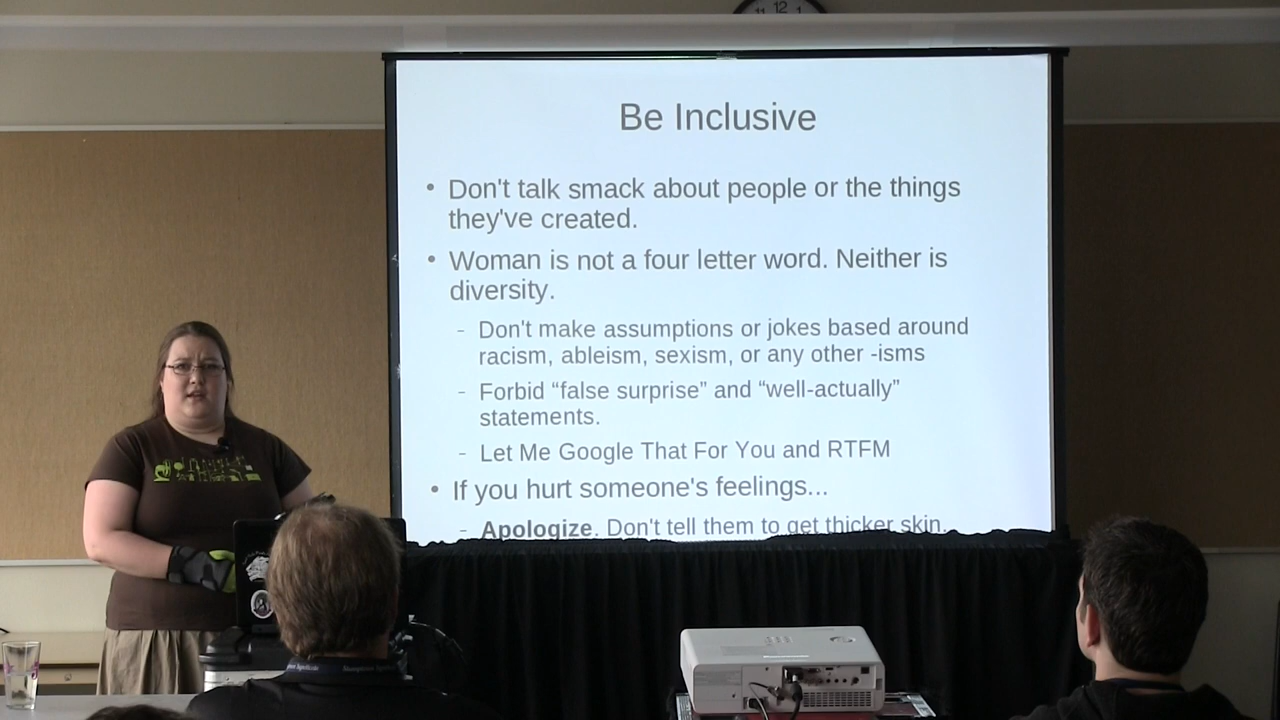 11 12 1
Be Inclusive
• Don't talk smack about people or the things
they've created.
• Woman is not a four letter word. Neither is
diversity.
- Don't make assumptions or jokes based around
racism, ableism, sexism, or any other -isms
- Forbid “false surprise” and “well-actually”
statements.
- Let Me Google That For You and RTFM
• If you hurt someone's feelings...
- Apologize. Don't tell them to get thicker skin.